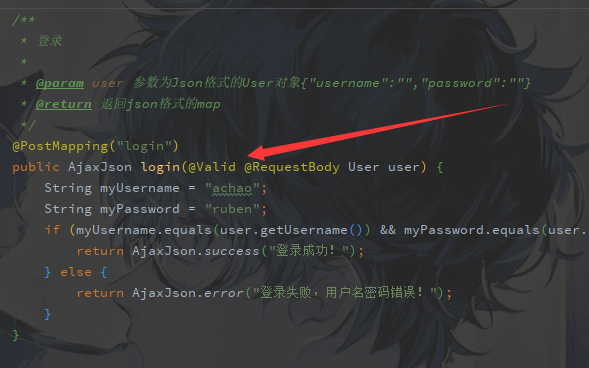 /**
* 登录
*
* @param user 参数为Json格式的User对象{"username":"","password":""}
* @return 返回json格式的map
*/
@PostMapping("login")
public AjaxJson login(@Valid @RequestBody User user) {
String myUsername = "achao";
String myPassword = "ruben";
if (myUsername.equals(user.getUsername()) && myPassword.equals(user.
return AjaxJson.success("登录成功！");
} else {
return AjaxJson.error("登录失败，用户名密码错误！");
}
}